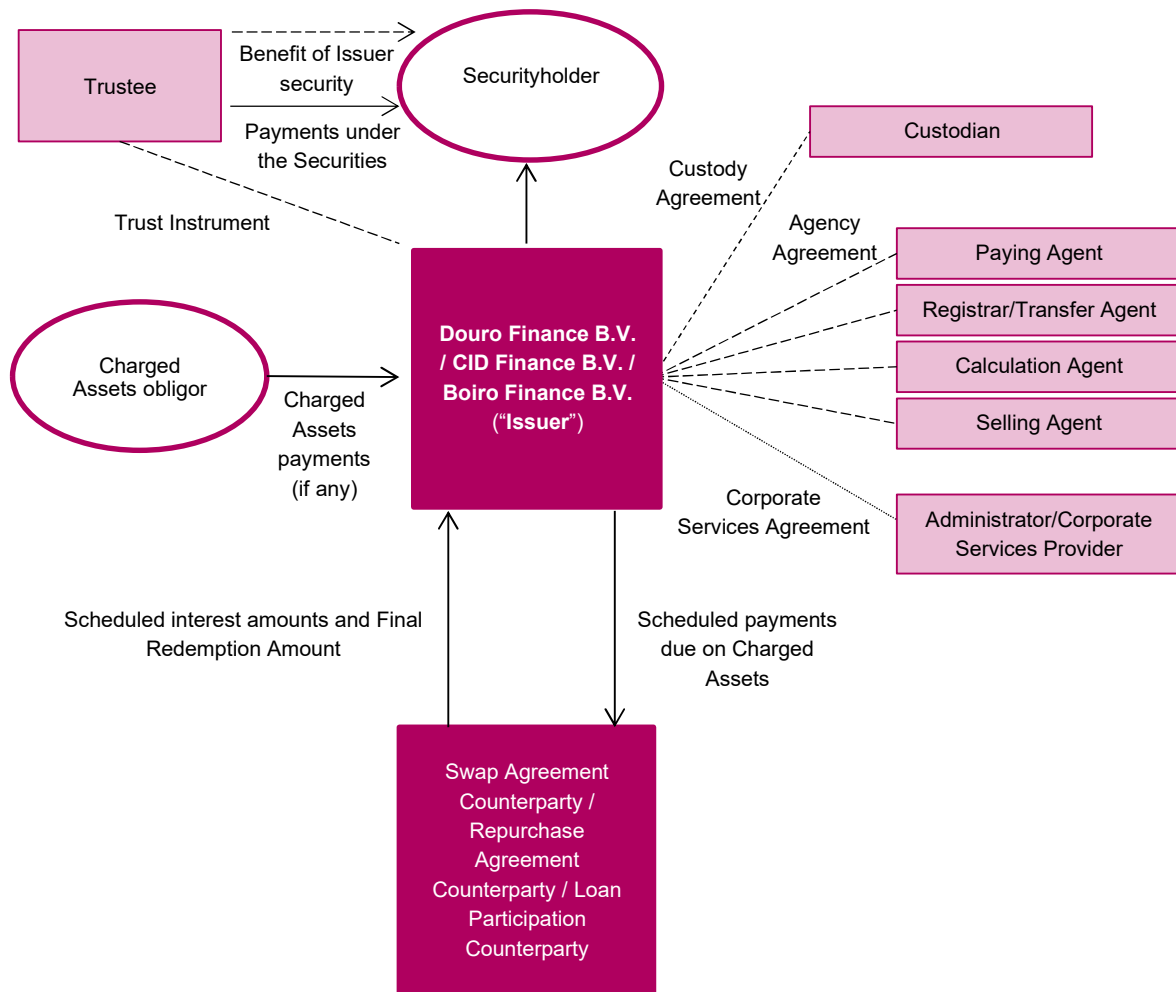 Trustee
Benefit of Issuer
security
Payments under
the Securities
Securityholder
Custodian
Custody
Agreement
Trust Instrument
Agency
Agreement
Paying Agent
Registrar/Transfer Agent
Calculation Agent
Selling Agent
Charged
Assets obligor
Charged
Assets
payments
(if any)
Douro Finance B.V.
/ CID Finance B.V. /
Boiro Finance B.V.
(“Issuer”)
Corporate
Services Agreement
Administrator/Corporate
Services Provider
Scheduled interest amounts and Final
Redemption Amount
Scheduled payments
due on Charged
Assets
Swap Agreement
Counterparty /
Repurchase
Agreement
Counterparty / Loan
Participation
Counterparty